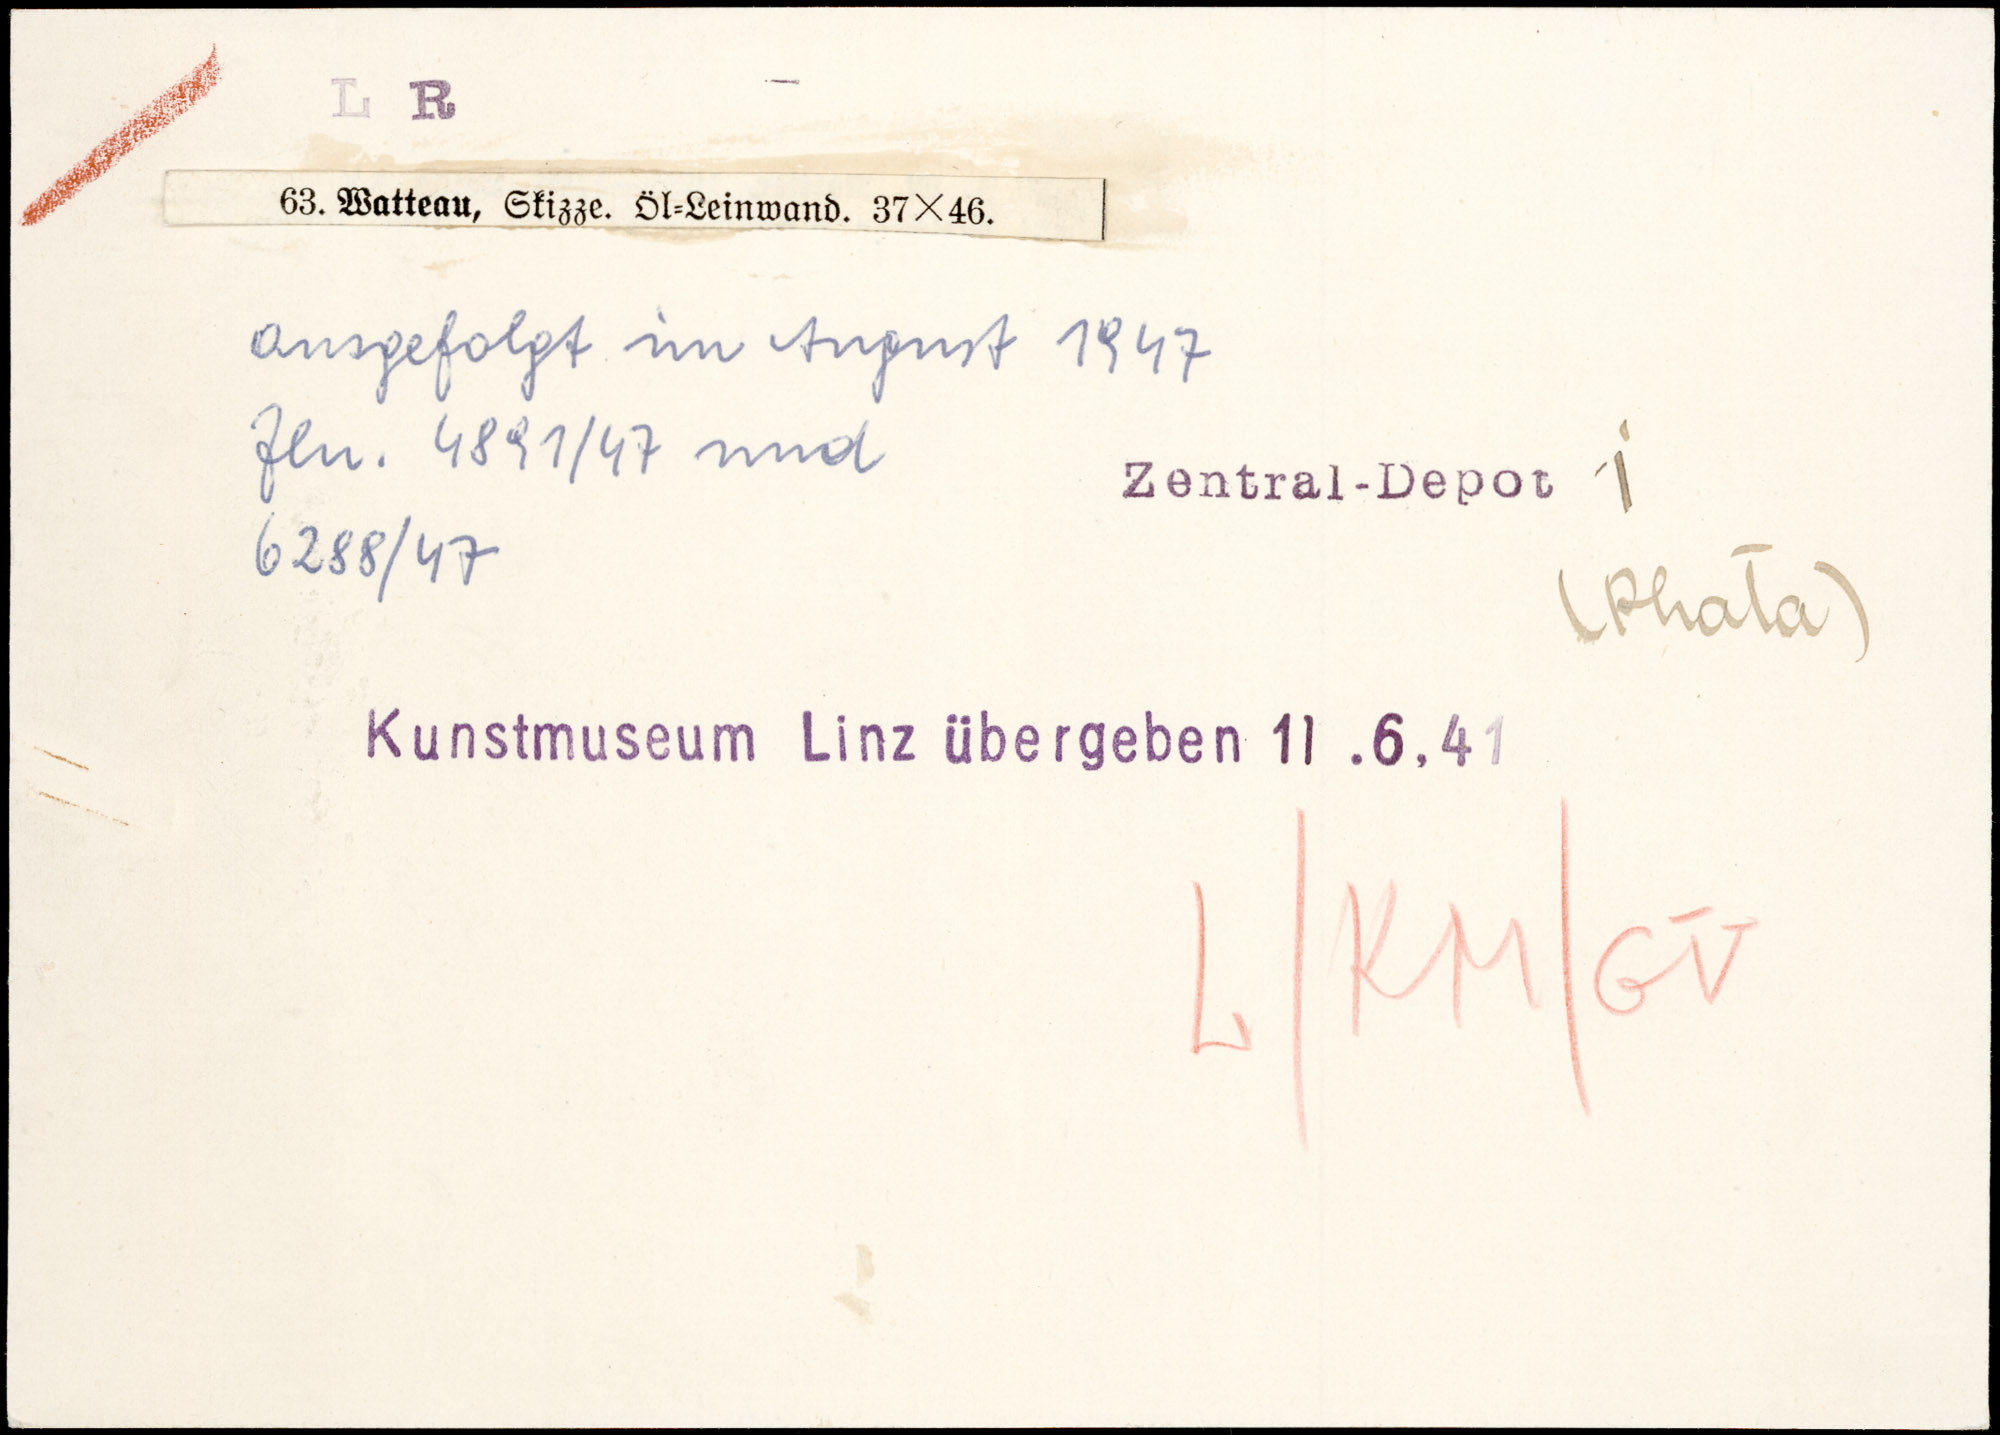 L R -
63. Watteau, Skizze. Öl-Leinwand. 37×46.
ausgefolgt im August 1947
Zln. 4891/47 und
Zentral-Depot i
6288/47
(Phata)
Kunstmuseum Linz übergeben 11.6.41
L/KM/GV